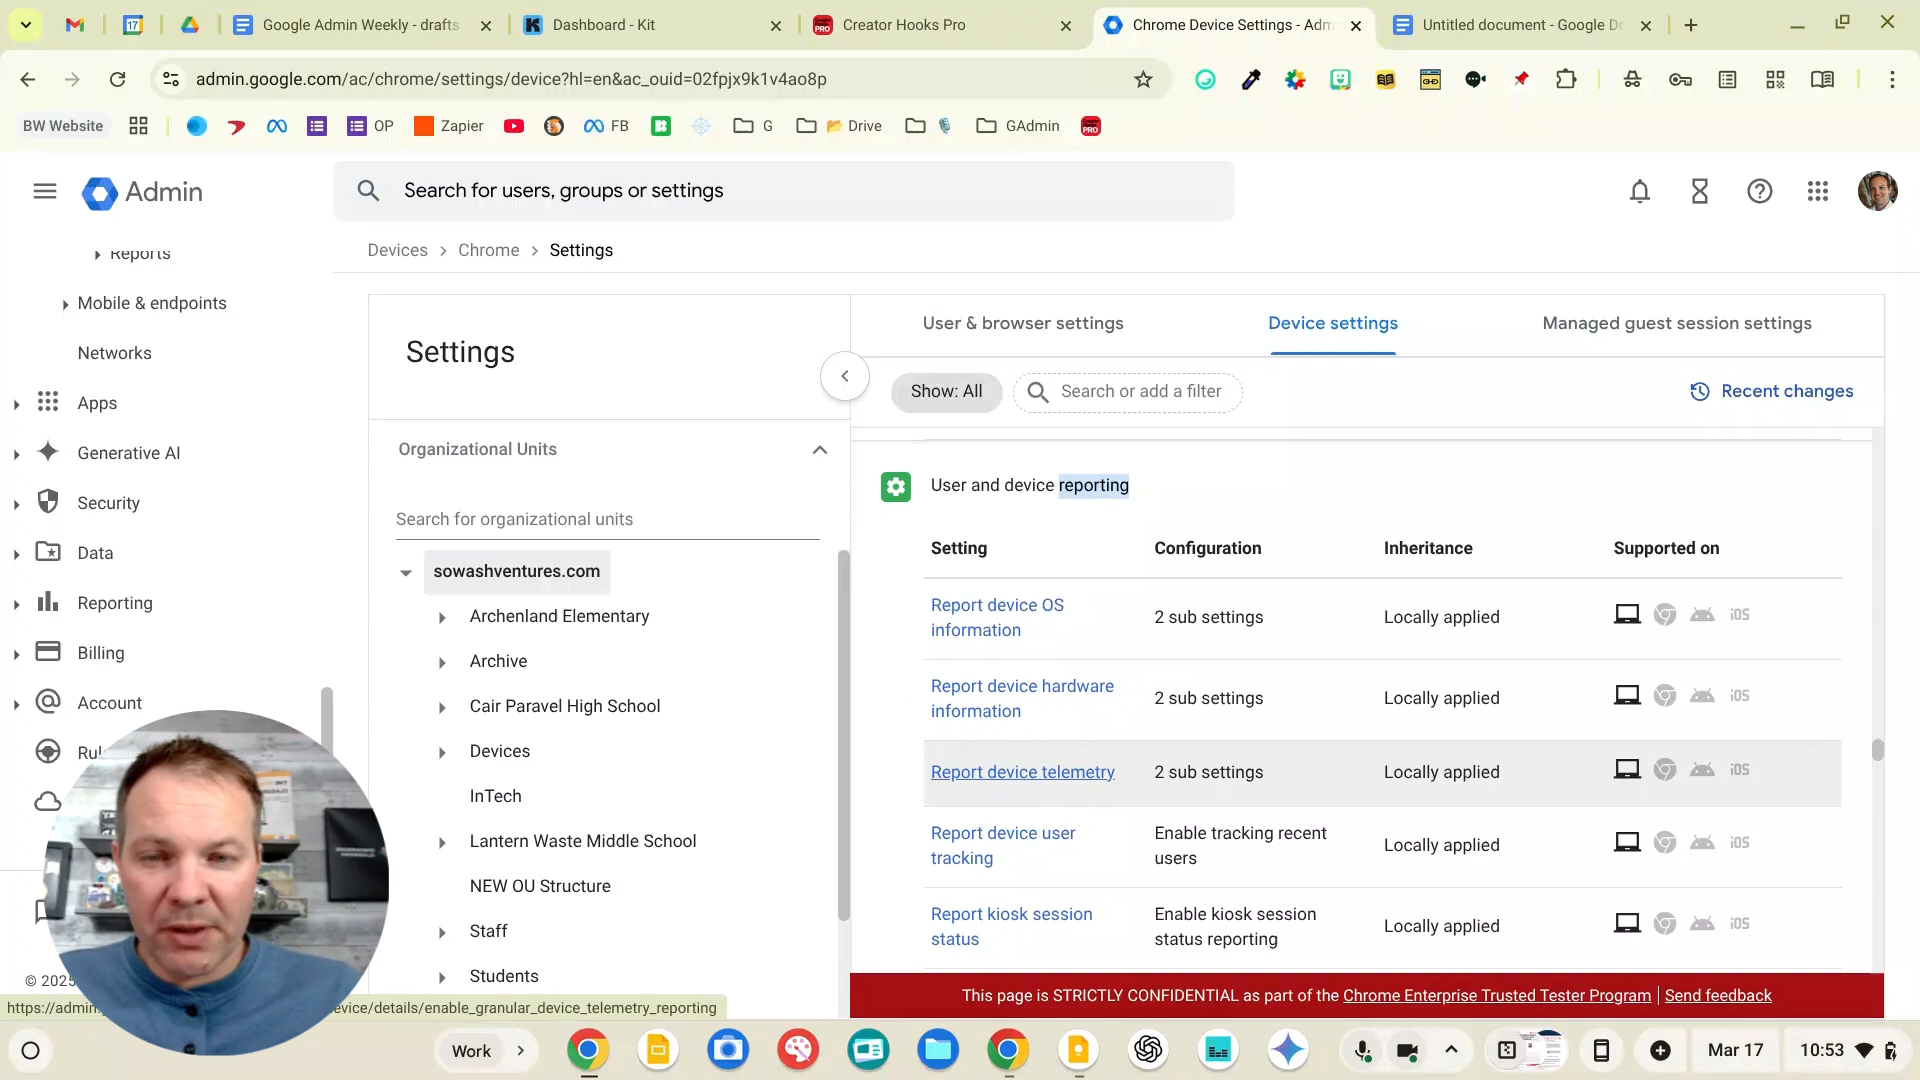 17
Google Admin Weekly - drafts
Dashboard - Kit
Creator Hooks Pro
Chrome Device Settings - Adm
Untitled document - Google Do
admin.google.com/ac/chrome/settings/device?hl=en&ac_ouid=02fpjx9k1v4ao8p
BW Website
OP
Zapier
FB
G
Drive
GAdmin
Admin
Search for users, groups or settings
Reports
Mobile & endpoints
Networks
Apps
Generative AI
Security
Data
Reporting
Billing
Account
Rul
© 2025
Devices > Chrome > Settings
Settings
Organizational Units
Search for organizational units
sowashventures.com
Archenland Elementary
Archive
Cair Paravel High School
Devices
InTech
Lantern Waste Middle School
NEW OU Structure
Staff
Students
User & browser settings
Device settings
Managed guest session settings
Show: All
Search or add a filter
Recent changes
User and device reporting
Setting
Configuration
Inheritance
Supported on
Report device OS
information
2 sub settings
Locally applied
iOS
Report device hardware
information
2 sub settings
Locally applied
iOS
Report device telemetry
2 sub settings
Locally applied
iOS
Report device user
tracking
Enable tracking recent
users
Locally applied
iOS
Report kiosk session
status
Enable kiosk session
status reporting
Locally applied
iOS
This page is STRICTLY CONFIDENTIAL as part of the Chrome Enterprise Trusted Tester Program | Send feedback
https://admin.
evice/details/enable_granular_device_telemetry_reporting
Work
Mar 17
10:53